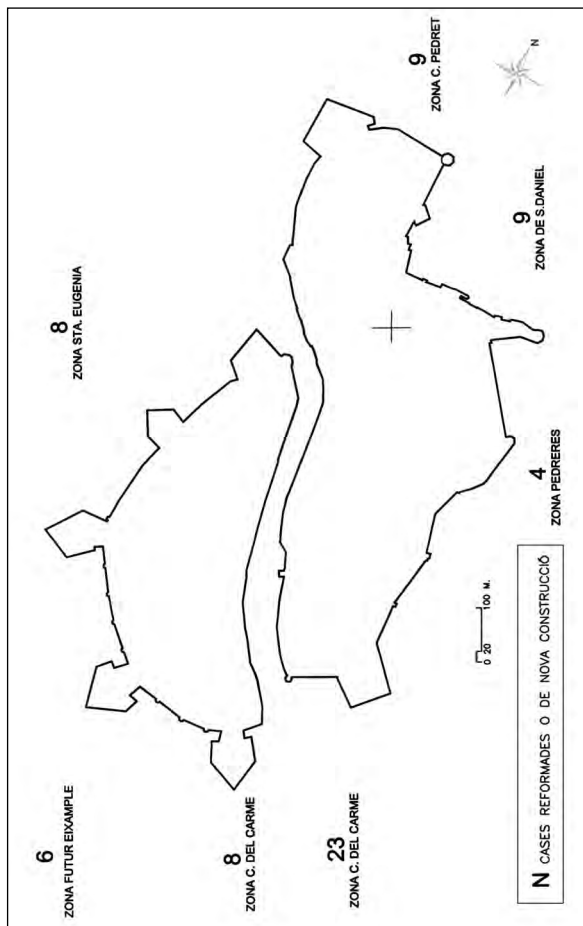 6
ZONA FUTUR EIXAMPLE
8
ZONA STA. EUGENIA
8
ZONA C. DEL CARME
23
ZONA C. DEL CARME
9
ZONA C. PEDRET
N
9
ZONA DE S.DANIEL
4
ZONA PEDRERES
0 20 100 M.
N CASES REFORMADES O DE NOVA CONSTRUCCIÓ